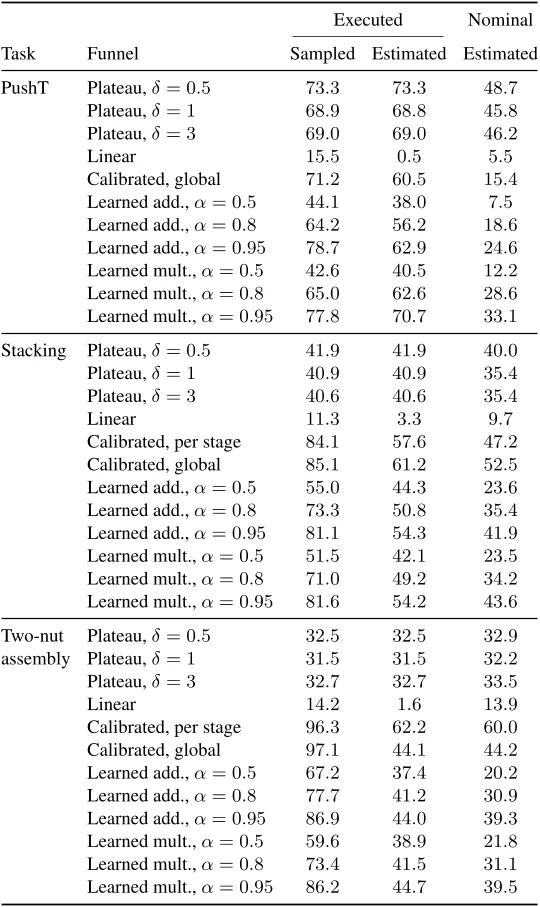 Executed Nominal
Task Funnel Sampled Estimated Estimated
PushT Plateau, δ = 0.5 73.3 73.3 48.7
Plateau, δ = 1 68.9 68.8 45.8
Plateau, δ = 3 69.0 69.0 46.2
Linear 15.5 0.5 5.5
Calibrated, global 71.2 60.5 15.4
Learned add., α = 0.5 44.1 38.0 7.5
Learned add., α = 0.8 64.2 56.2 18.6
Learned add., α = 0.95 78.7 62.9 24.6
Learned mult., α = 0.5 42.6 40.5 12.2
Learned mult., α = 0.8 65.0 62.6 28.6
Learned mult., α = 0.95 77.8 70.7 33.1
Stacking Plateau, δ = 0.5 41.9 41.9 40.0
Plateau, δ = 1 40.9 40.9 35.4
Plateau, δ = 3 40.6 40.6 35.4
Linear 11.3 3.3 9.7
Calibrated, per stage 84.1 57.6 47.2
Calibrated, global 85.1 61.2 52.5
Learned add., α = 0.5 55.0 44.3 23.6
Learned add., α = 0.8 73.3 50.8 35.4
Learned add., α = 0.95 81.1 54.3 41.9
Learned mult., α = 0.5 51.5 42.1 23.5
Learned mult., α = 0.8 71.0 49.2 34.2
Learned mult., α = 0.95 81.6 54.2 43.6
Two-nut Plateau, δ = 0.5 32.5 32.5 32.9
assembly Plateau, δ = 1 31.5 31.5 32.2
Plateau, δ = 3 32.7 32.7 33.5
Linear 14.2 1.6 13.9
Calibrated, per stage 96.3 62.2 60.0
Calibrated, global 97.1 44.1 44.2
Learned add., α = 0.5 67.2 37.4 20.2
Learned add., α = 0.8 77.7 41.2 30.9
Learned add., α = 0.95 86.9 44.0 39.3
Learned mult., α = 0.5 59.6 38.9 21.8
Learned mult., α = 0.8 73.4 41.5 31.1
Learned mult., α = 0.95 86.2 44.7 39.5